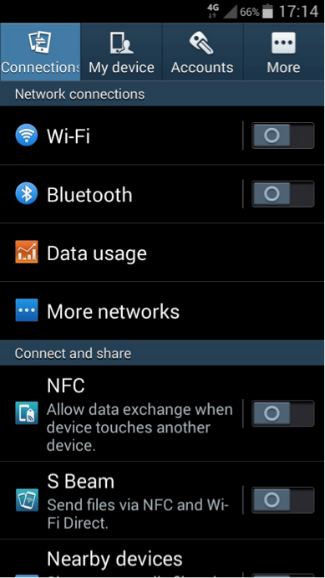 4G 66% 17:14
Connections My device Accounts More
Network connections
Wi-Fi
Bluetooth
Data usage
More networks
Connect and share
NFC
Allow data exchange when
device touches another
device.
S Beam
Send files via NFC and Wi-
Fi Direct.
Nearby devices